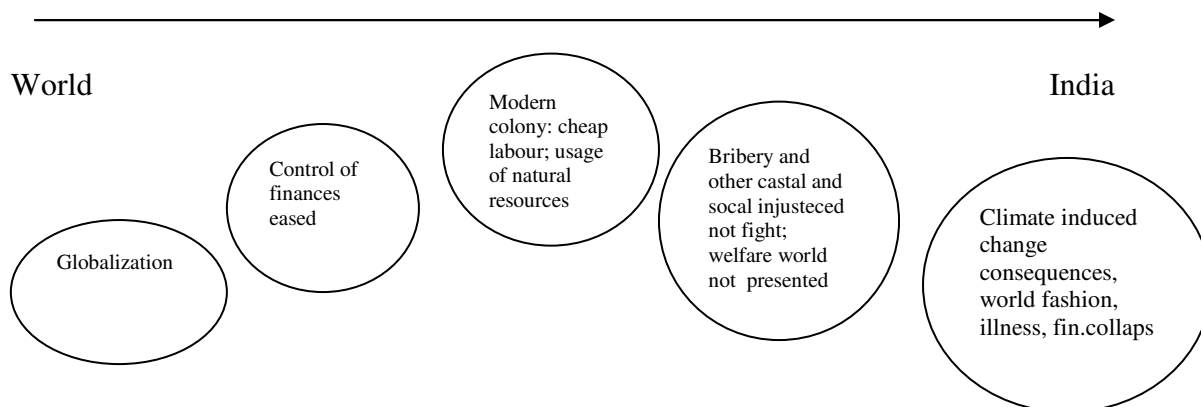 World
India
Globalization
Control of
finances
eased
Modern
colony: cheap
labour; usage
of natural
resources
Bribery and
other castal and
socal injusteced
not fight;
welfare world
not presented
Climate induced
change
consequences,
world fashion,
illness, fin.collaps